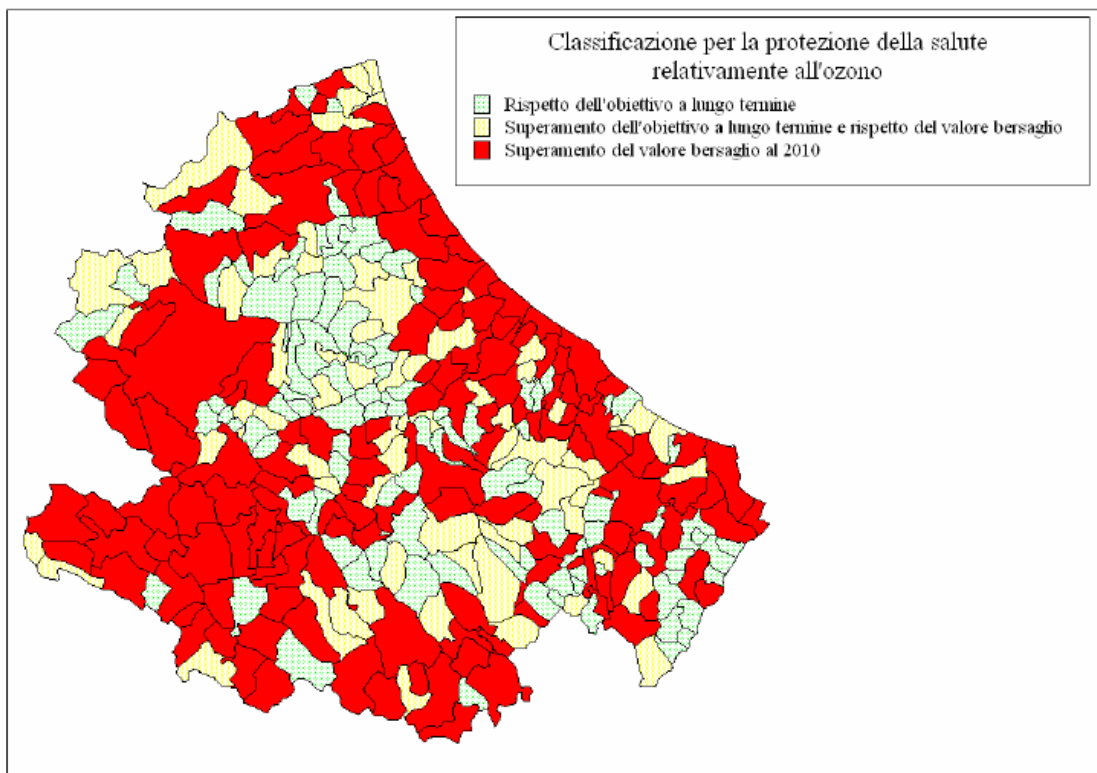 Classificazione per la protezione della salute
relativamente all'ozono
Rispetto dell'obiettivo a lungo termine
Superamento dell'obiettivo a lungo termine e rispetto del valore bersaglio
Superamento del valore bersaglio al 2010